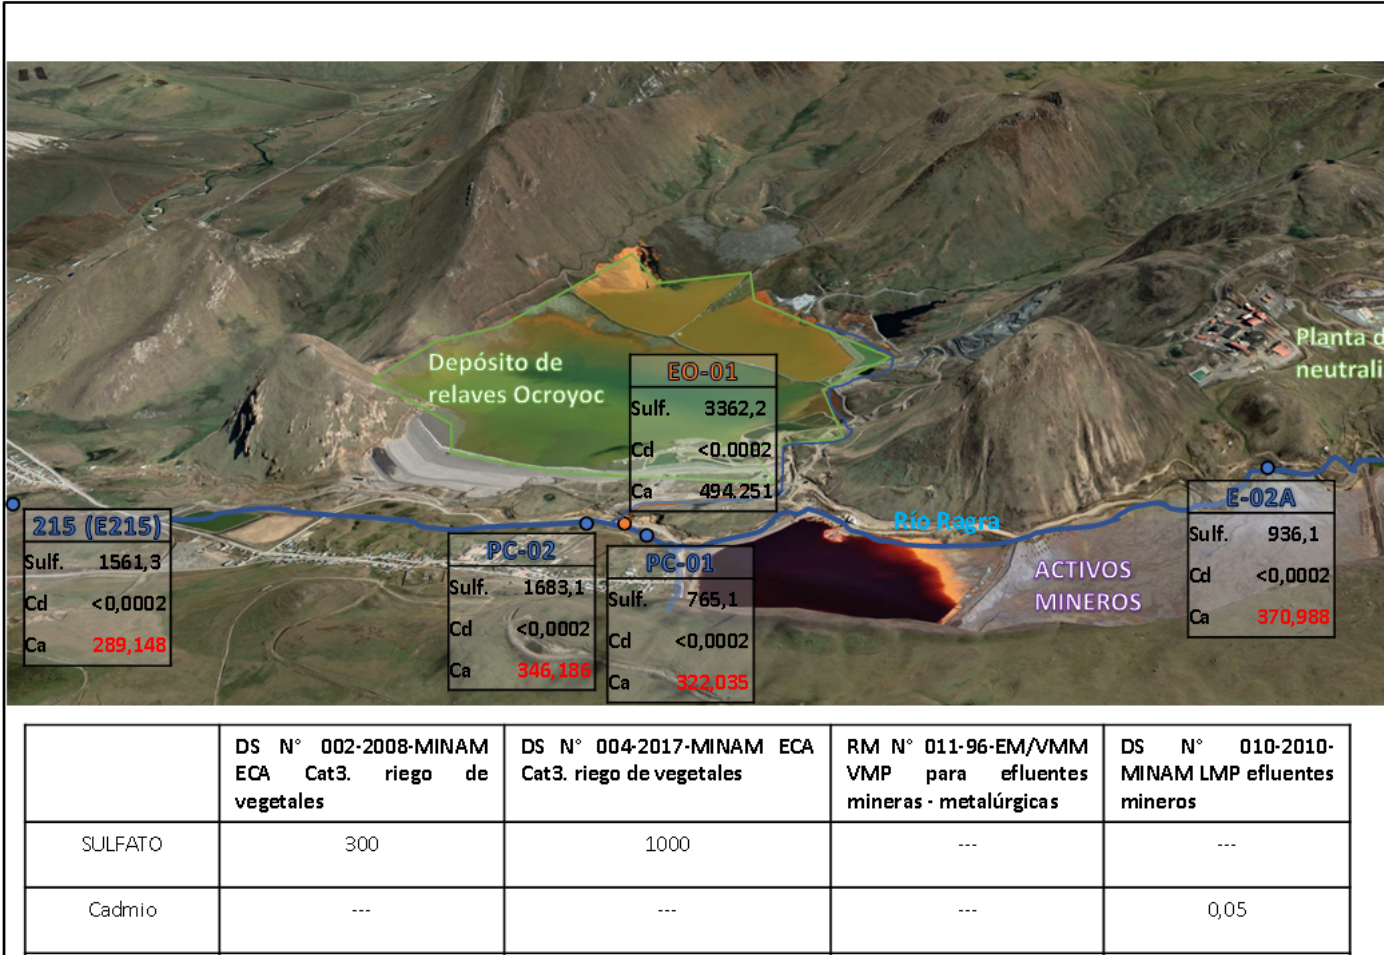 Depósito de
relaves Ocroyoc
EO-01
Sulf. 3362,2
Cd <0.0002
Ca 494.251
Planta d
neutrali
Río Ragra
ACTIVOS
MINEROS
E-02A
Sulf. 936,1
Cd <0,0002
Ca 370,988
215 (E215)
Sulf. 1561,3
Cd <0,0002
Ca 289,148
PC-02
Sulf. 1683,1
Cd <0,0002
Ca 346,186
PC-01
Sulf. 765,1
Cd <0,0002
Ca 322,035
DS N° 002-2008-MINAM
ECA Cat3. riego de
vegetales
DS N° 004-2017-MINAM ECA
Cat3. riego de vegetales
RM N° 011-96-EM/VMM
VMP para efluentes
mineras - metalúrgicas
DS N° 010-2010-
MINAM LMP efluentes
mineros
SULFATO 300 1000 --- ---
Cadmio --- --- --- 0,05